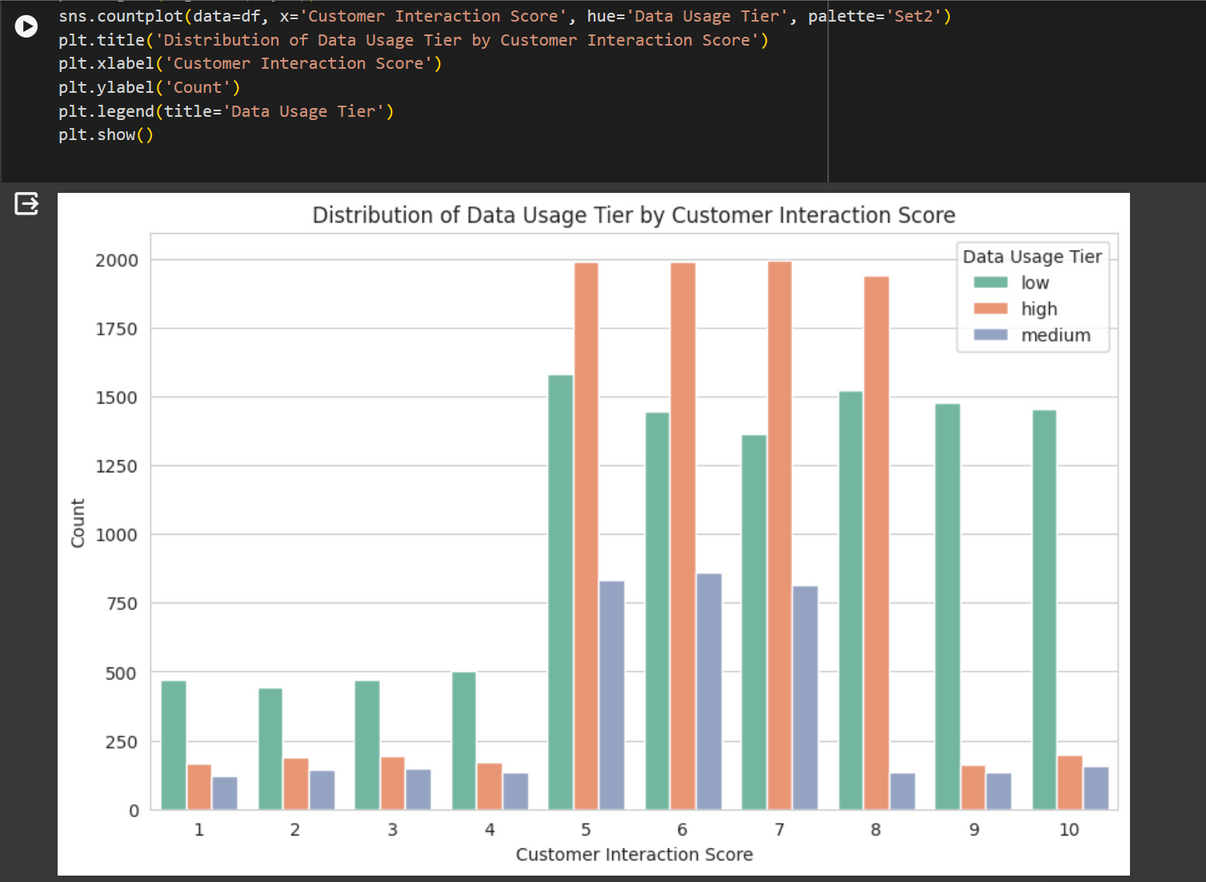 sns.countplot(data=df, x='Customer Interaction Score', hue='Data Usage Tier', palette='Set2')
plt.title('Distribution of Data Usage Tier by Customer Interaction Score')
plt.xlabel('Customer Interaction Score')
plt.ylabel('Count')
plt.legend(title='Data Usage Tier')
plt.show()
Distribution of Data Usage Tier by Customer Interaction Score
Data Usage Tier
low
high
medium
2000
1750
1500
1250
1000
750
500
250
0
Count
1 2 3 4 5 6 7 8 9 10
Customer Interaction Score